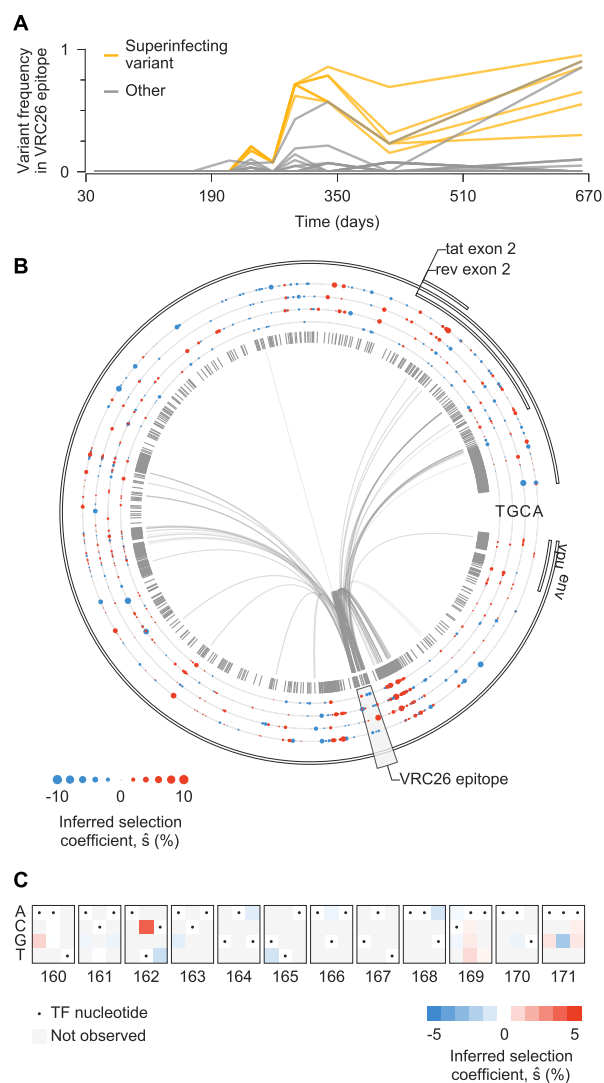 A
Variant frequency
in VRC26 epitope
1
0
Superinfecting
variant
Other
30 190 350 510 670
Time (days)
B
tat exon 2
rev exon 2
TGCA
vpu env
VRC26 epitope
-10 0 10
Inferred selection
coefficient, ŝ (%)
C
A
C
G
T
160 161 162 163 164 165 166 167 168 169 170 171
TF nucleotide
Not observed
-5 0 5
Inferred selection
coefficient, ŝ (%)